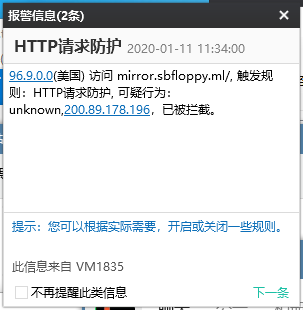 报警信息(2条)
HTTP请求防护 2020-01-11 11:34:00
96.9.0.0(美国) 访问 mirror.sbfloppy.ml/, 触发规
则：HTTP请求防护, 可疑行为：
unknown,200.89.178.196，已被拦截。
提示：您可以根据实际需要，开启或关闭一些规则。
此信息来自 VM1835
不再提醒此类信息
下一条